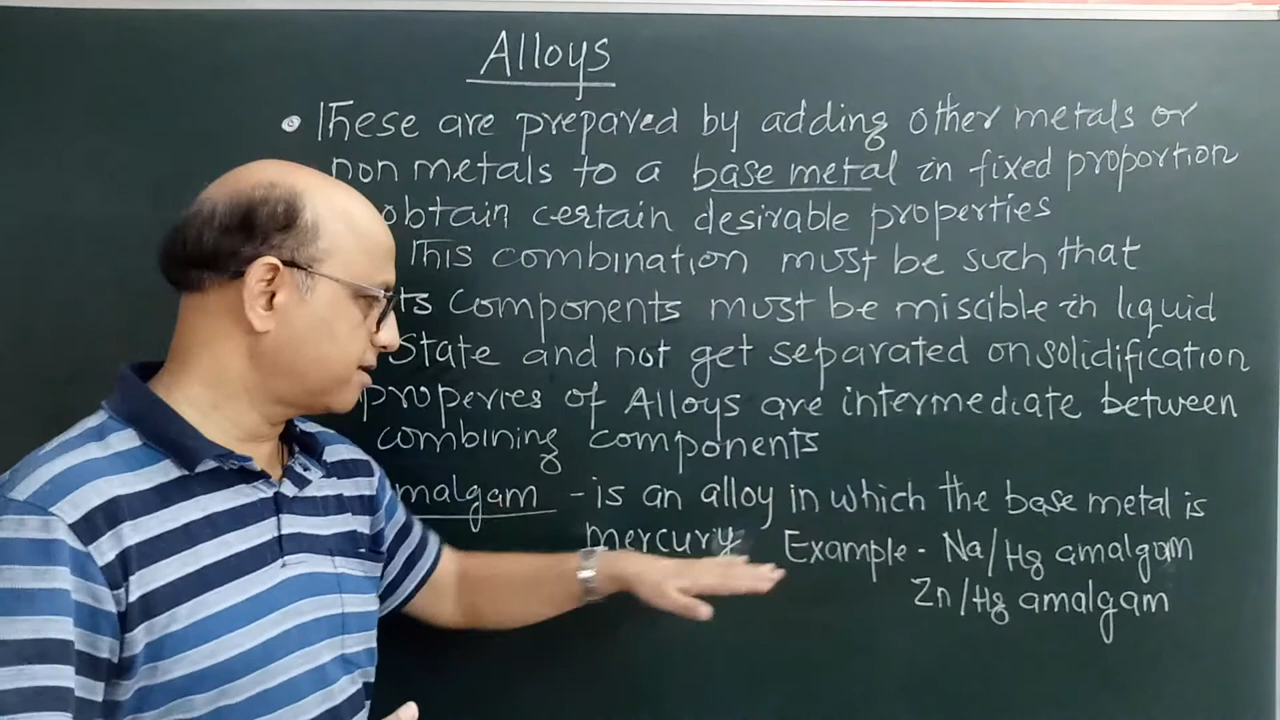 Alloys
These are prepared by adding other metals or
non metals to a base metal in fixed proportion
obtain certain desirable properties
This combination must be such that
ts Components must be miscible in liquid
State and not get separated on solidification
properies of Alloys are intermediate between
combining components
malgam - is an alloy in which the base metal is
mercury Example - Na/Hg amalgam
Zn/Hg amalgam